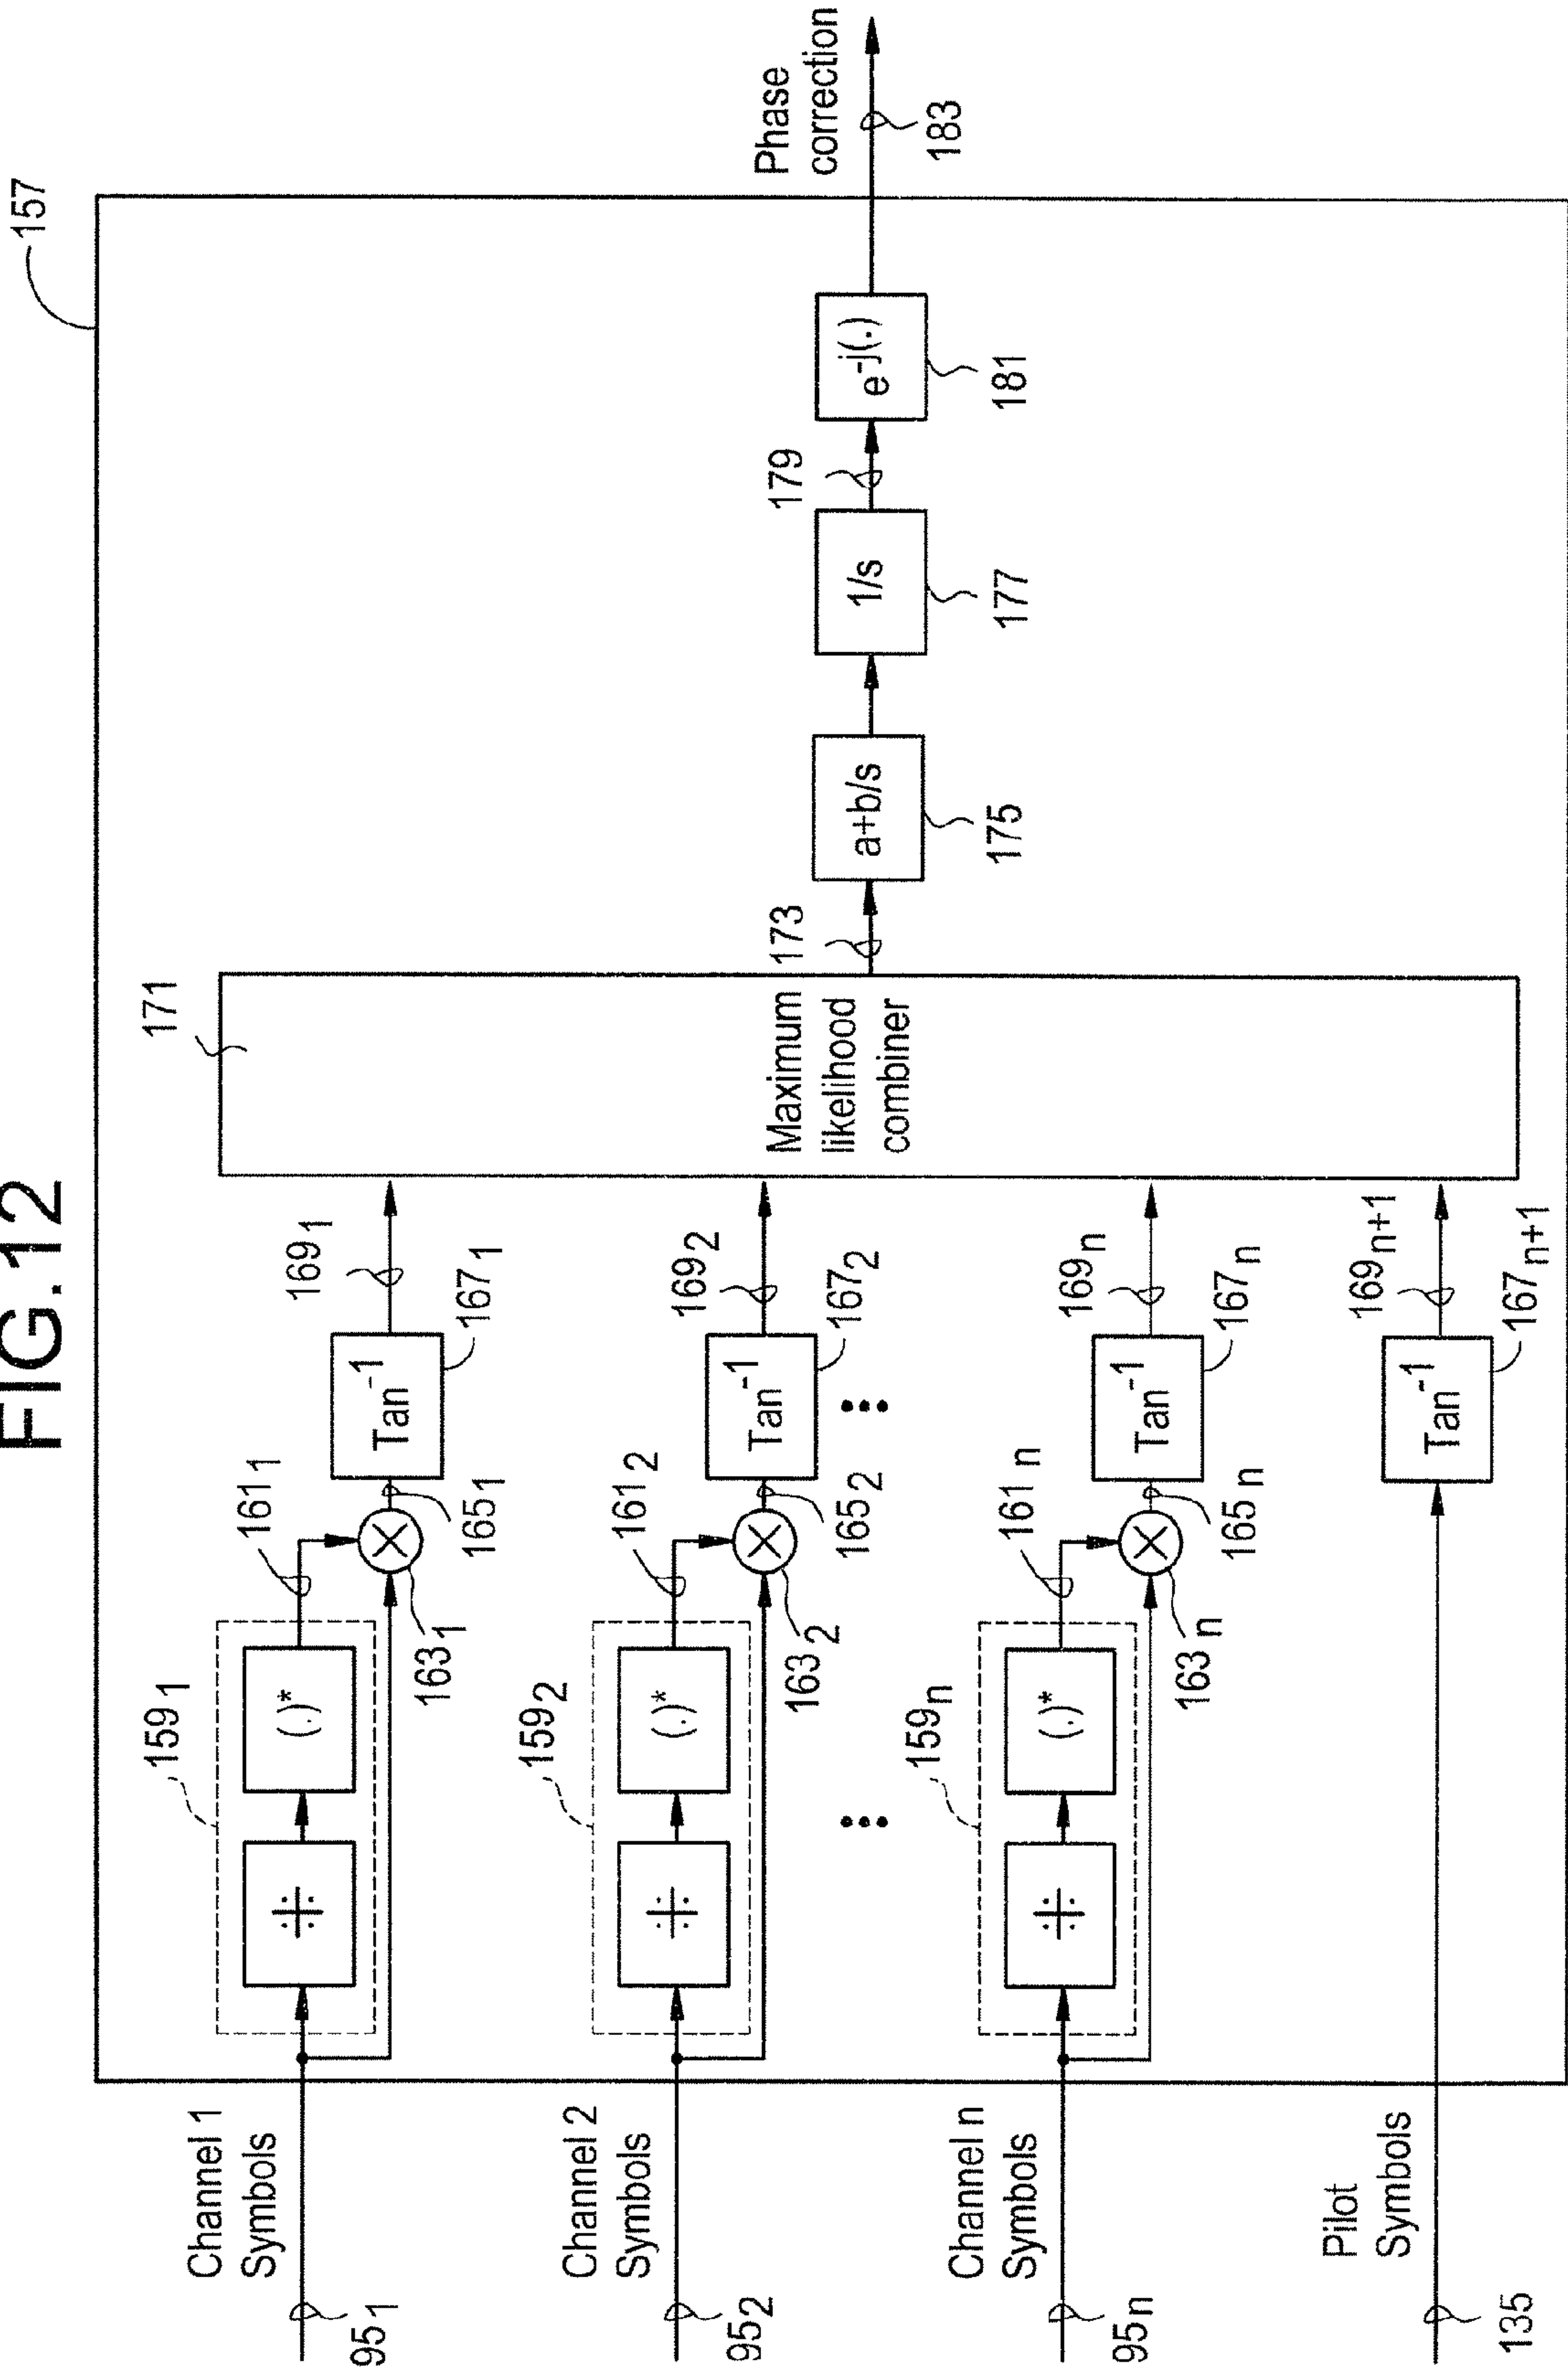 FIG.12
157
Channel 1
Symbols
95₁
159₁
(.)*
161₁
163₁
165₁
Tan⁻¹
167₁
169₁
Channel 2
Symbols
95₂
159₂
(.)*
161₂
163₂
165₂
Tan⁻¹
167₂
169₂
Channel n
Symbols
95ₙ
159ₙ
(.)*
161ₙ
163ₙ
165ₙ
Tan⁻¹
167ₙ
169ₙ
Pilot
Symbols
135
Tan⁻¹
167ₙ₊₁
169ₙ₊₁
171
Maximum
likelihood
combiner
173
a+b/s
175
1/s
177
179
e⁻ʲ⁽·⁾
181
Phase
correction
183